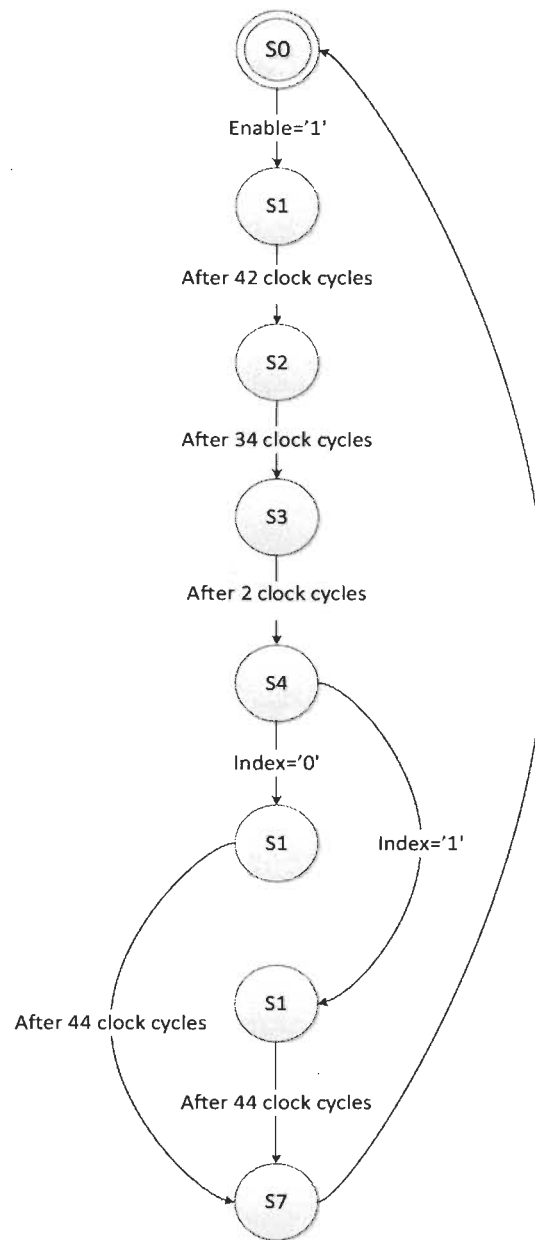 S0
Enable='1'
S1
After 42 clock cycles
S2
After 34 clock cycles
S3
After 2 clock cycles
S4
Index='0'
S1
Index='1'
S1
After 44 clock cycles
After 44 clock cycles
S7